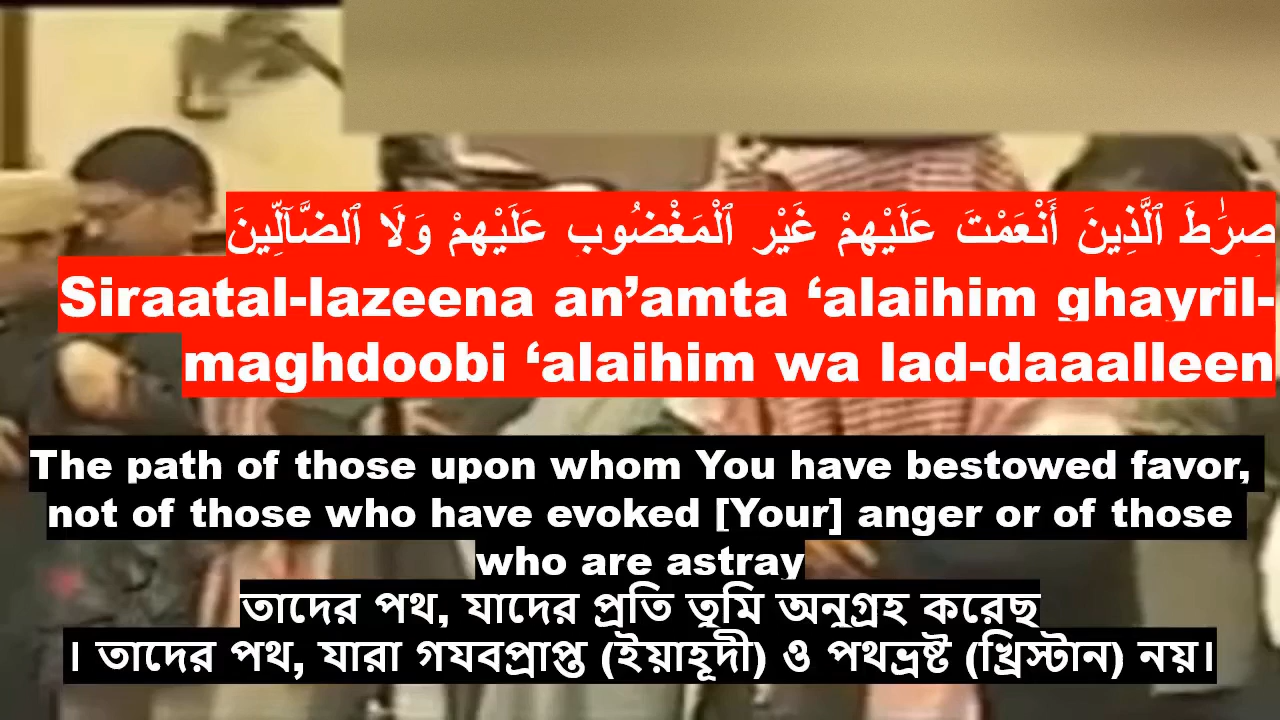 صِرَٰطَ ٱلَّذِينَ أَنْعَمْتَ عَلَيْهِمْ غَيْرِ ٱلْمَغْضُوبِ عَلَيْهِمْ وَلَا ٱلضَّآلِّينَ
Siraatal-lazeena an’amta ‘alaihim ghayril-
maghdoobi ‘alaihim wa lad-daaalleen
The path of those upon whom You have bestowed favor,
not of those who have evoked [Your] anger or of those
who are astray
তাদের পথ, যাদের প্রতি তুমি অনুগ্রহ করেছ
। তাদের পথ, যারা গযবপ্রাপ্ত (ইয়াহূদী) ও পথভ্রষ্ট (খ্রিস্টান) নয়।